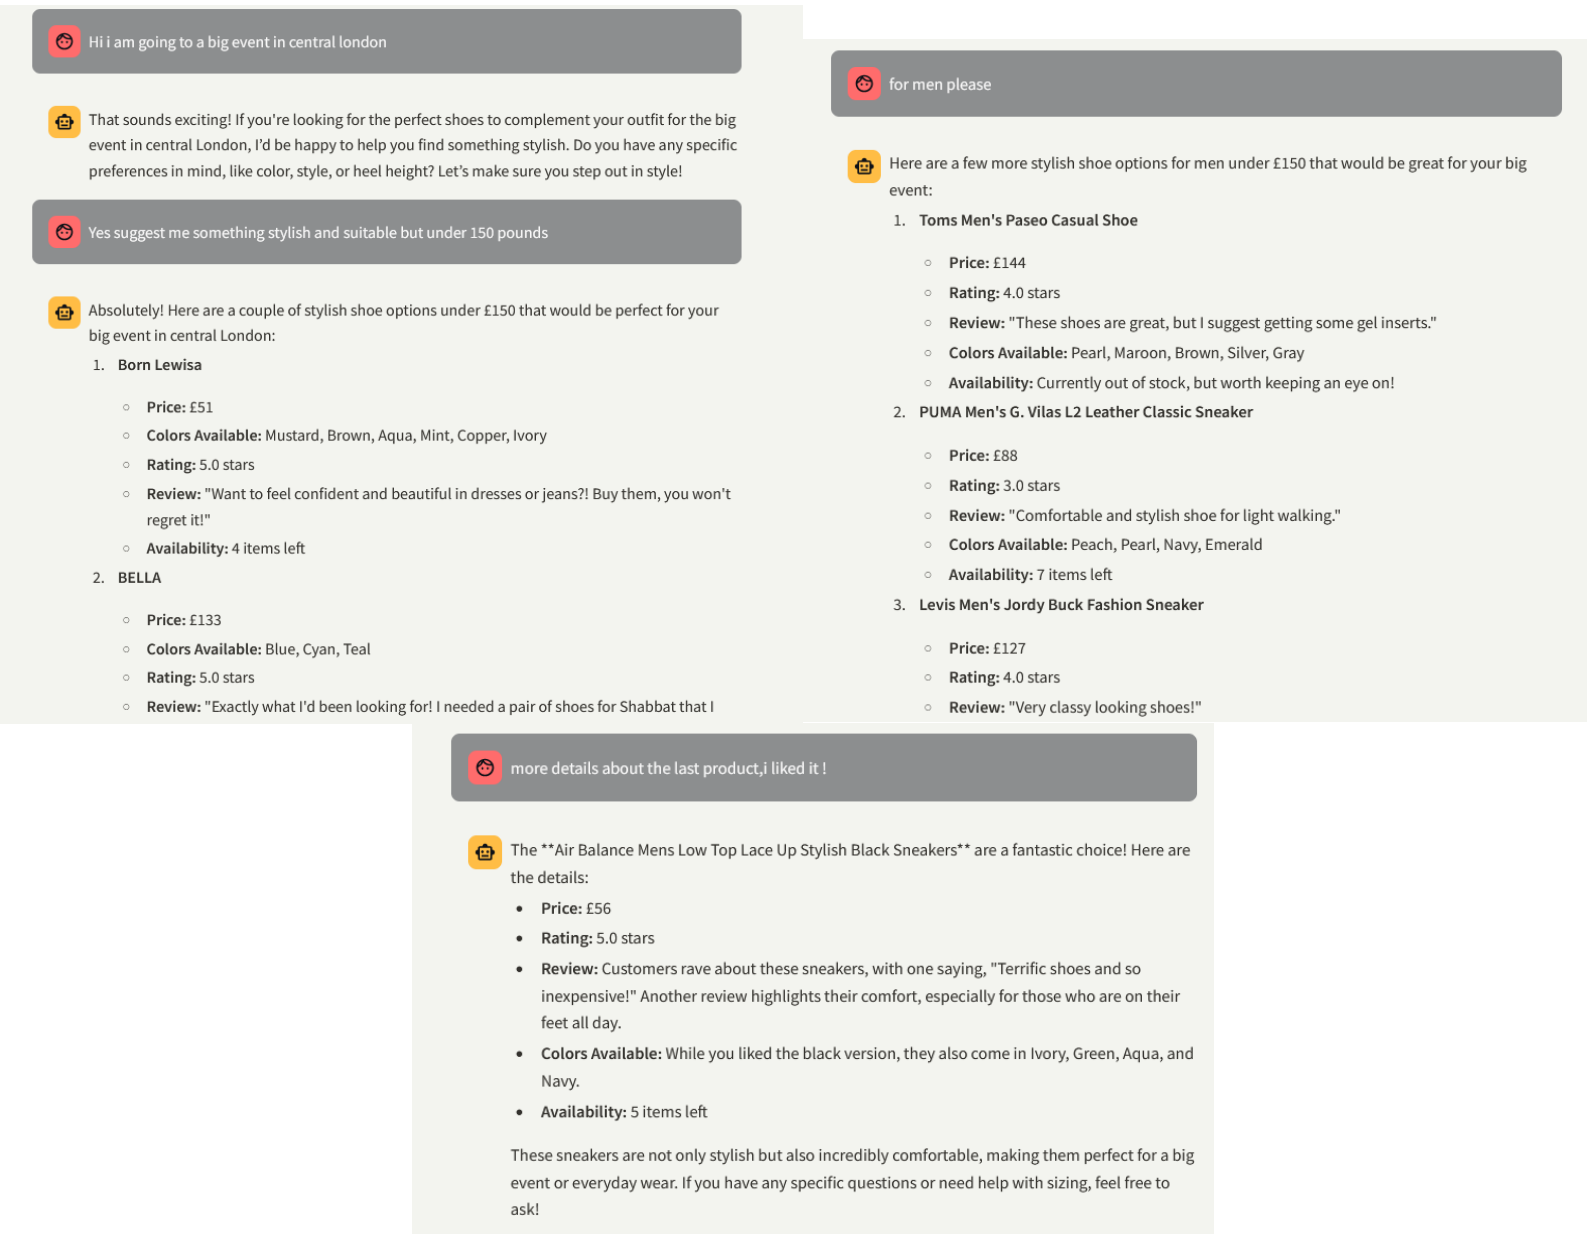 Hi i am going to a big event in central london
That sounds exciting! If you're looking for the perfect shoes to complement your outfit for the big
event in central London, I'd be happy to help you find something stylish. Do you have any specific
preferences in mind, like color, style, or heel height? Let's make sure you step out in style!
Yes suggest me something stylish and suitable but under 150 pounds
Absolutely! Here are a couple of stylish shoe options under £150 that would be perfect for your
big event in central London:
1. Born Lewisa
○ Price: £51
○ Colors Available: Mustard, Brown, Aqua, Mint, Copper, Ivory
○ Rating: 5.0 stars
○ Review: "Want to feel confident and beautiful in dresses or jeans?! Buy them, you won't
regret it!"
○ Availability: 4 items left
2. BELLA
○ Price: £133
○ Colors Available: Blue, Cyan, Teal
○ Rating: 5.0 stars
○ Review: "Exactly what I'd been looking for! I needed a pair of shoes for Shabbat that I
for men please
Here are a few more stylish shoe options for men under £150 that would be great for your big
event:
1. Toms Men's Paseo Casual Shoe
○ Price: £144
○ Rating: 4.0 stars
○ Review: "These shoes are great, but I suggest getting some gel inserts."
○ Colors Available: Pearl, Maroon, Brown, Silver, Gray
○ Availability: Currently out of stock, but worth keeping an eye on!
2. PUMA Men's G. Vilas L2 Leather Classic Sneaker
○ Price: £88
○ Rating: 3.0 stars
○ Review: "Comfortable and stylish shoe for light walking."
○ Colors Available: Peach, Pearl, Navy, Emerald
○ Availability: 7 items left
3. Levis Men's Jordy Buck Fashion Sneaker
○ Price: £127
○ Rating: 4.0 stars
○ Review: "Very classy looking shoes!"
more details about the last product,i liked it !
The **Air Balance Mens Low Top Lace Up Stylish Black Sneakers** are a fantastic choice! Here are
the details:
• Price: £56
• Rating: 5.0 stars
• Review: Customers rave about these sneakers, with one saying, "Terrific shoes and so
inexpensive!" Another review highlights their comfort, especially for those who are on their
feet all day.
• Colors Available: While you liked the black version, they also come in Ivory, Green, Aqua, and
Navy.
• Availability: 5 items left
These sneakers are not only stylish but also incredibly comfortable, making them perfect for a big
event or everyday wear. If you have any specific questions or need help with sizing, feel free to
ask!